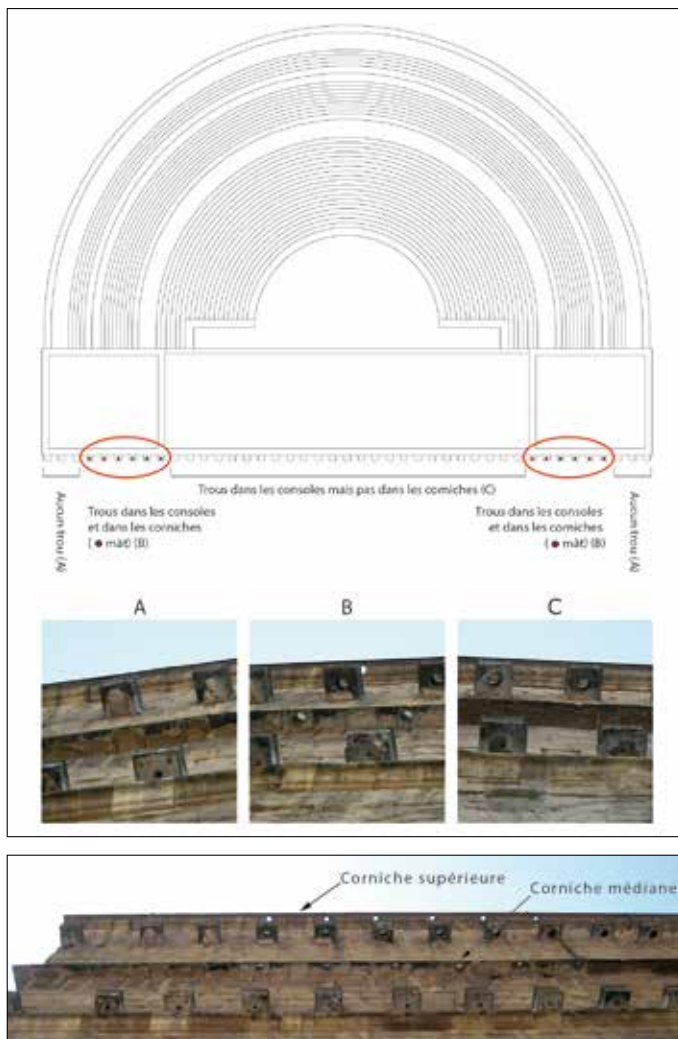 Trous dans les consoles mais pas dans les corniches (C)
Aucun trou (A)
Trous dans les consoles
et dans les corniches
( ● mât) (B)
Trous dans les consoles
et dans les corniches
( ● mât) (B)
Aucun trou (A)
A
B
C
Corniche supérieure
Corniche médiane